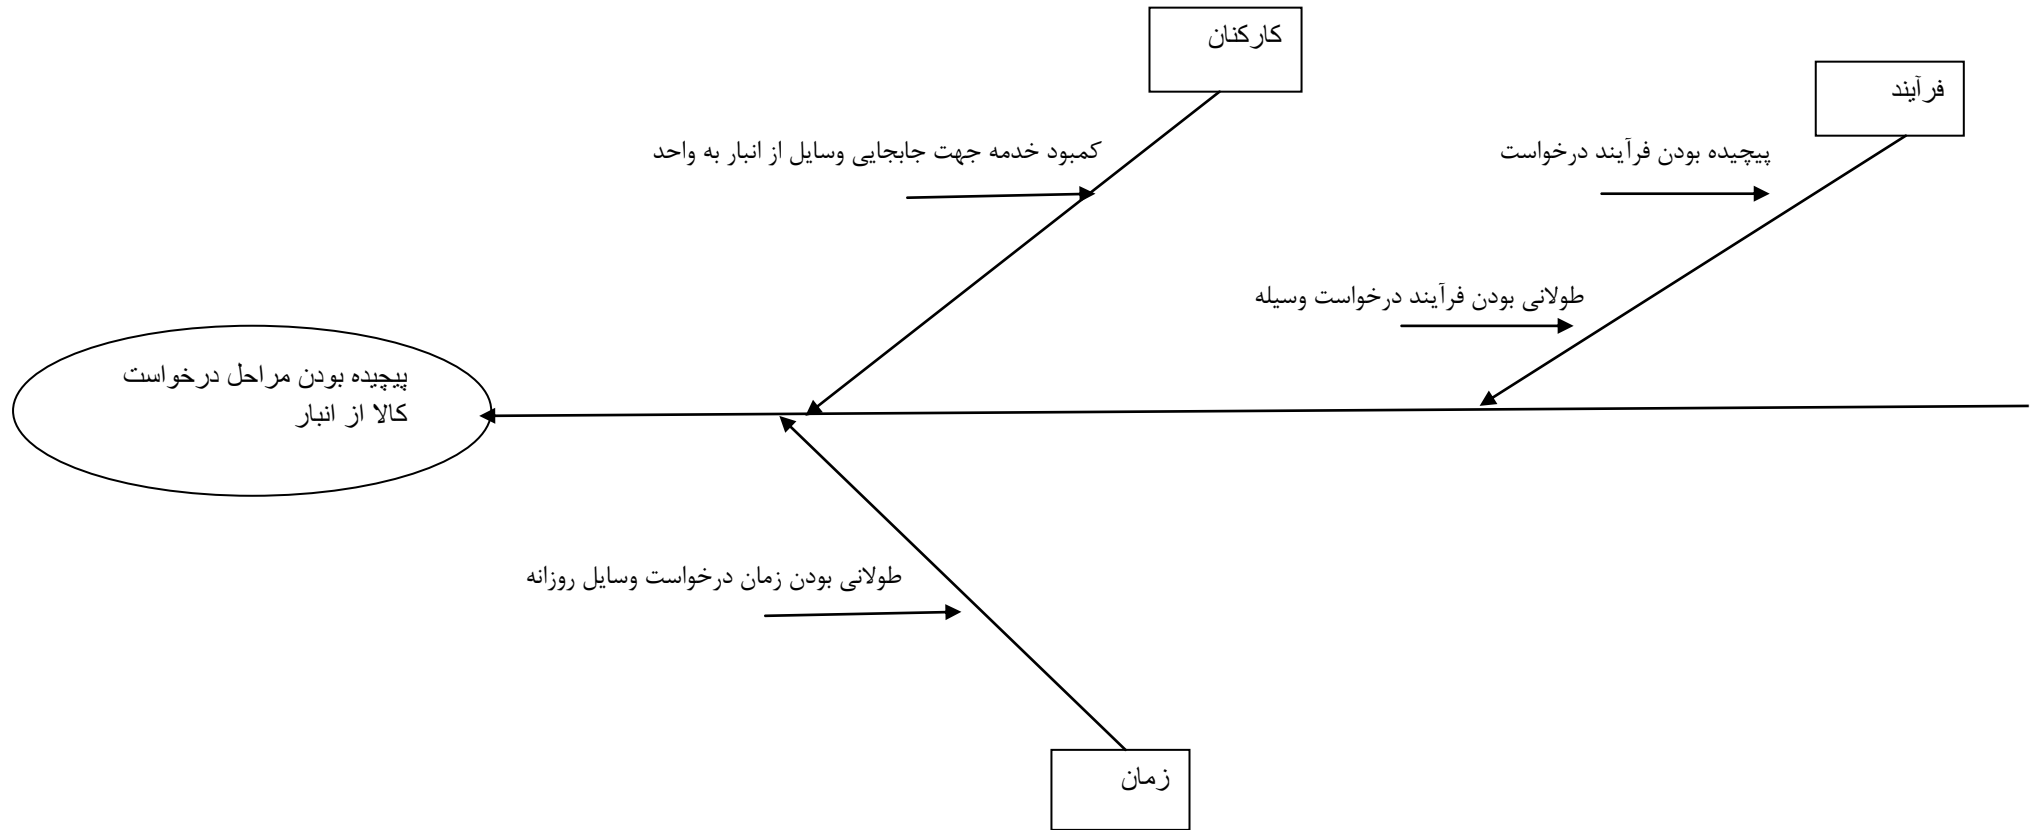 کارکنان
فرآیند
کمبود خدمه جهت جابجایی وسایل از انبار به واحد
پیچیده بودن فرآیند درخواست
طولانی بودن فرآیند درخواست وسیله
پیچیده بودن مراحل درخواست
کالا از انبار
طولانی بودن زمان درخواست وسایل روزانه
زمان